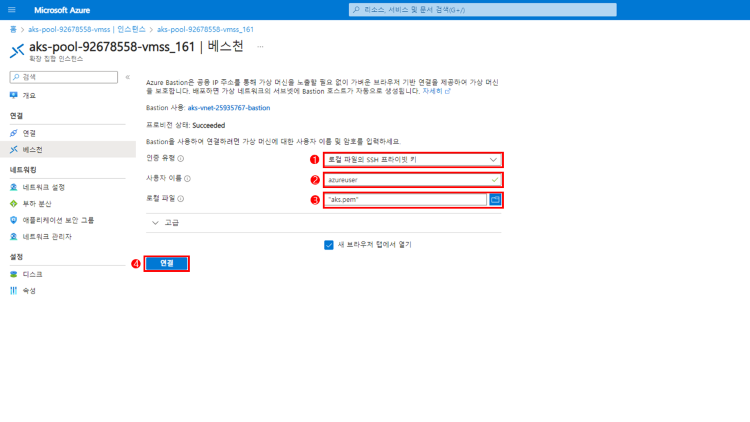 Microsoft Azure
리소스, 서비스 및 문서 검색(G+/)
홈 > aks-pool-92678558-vmss | 인스턴스 > aks-pool-92678558-vmss_161
aks-pool-92678558-vmss_161 | 베스천 ...
확장 집합 인스턴스
검색 «
개요
연결
연결
베스천
네트워킹
네트워크 설정
부하 분산
애플리케이션 보안 그룹
네트워크 관리자
설정
디스크
속성
Azure Bastion은 공용 IP 주소를 통해 가상 머신을 노출할 필요 없이 가벼운 브라우저 기반 연결을 제공하여 가상 머신
을 보호합니다. 배포하면 가상 네트워크의 서브넷에 Bastion 호스트가 자동으로 생성됩니다. 자세히
Bastion 사용: aks-vnet-25935767-bastion
프로비전 상태: Succeeded
Bastion을 사용하여 연결하려면 가상 머신에 대한 사용자 이름 및 암호를 입력하세요.
인증 유형 1 로컬 파일의 SSH 프라이빗 키
사용자 이름 2 azureuser
로컬 파일 3 "aks.pem"
고급
새 브라우저 탭에서 열기
4 연결